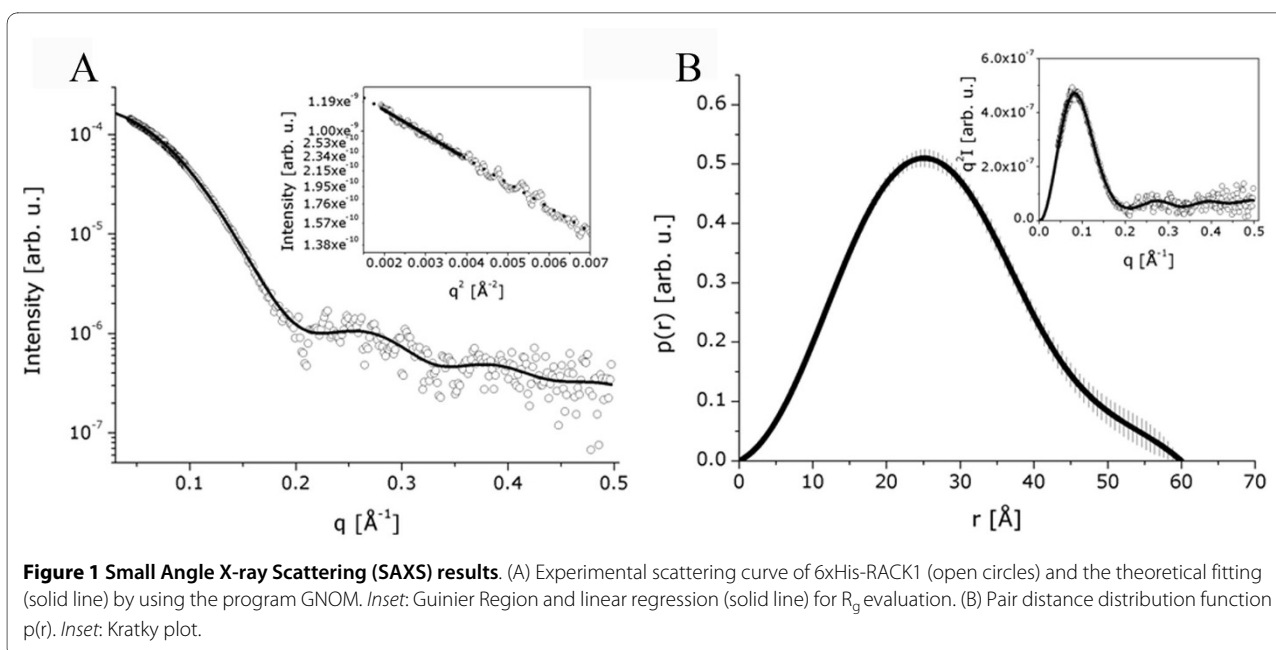 A
Intensity [arb. u.]
10⁻⁴
10⁻⁵
10⁻⁶
10⁻⁷
0.1 0.2 0.3 0.4 0.5
q [Å⁻¹]
Intensity [arb. u.]
1.19xe⁻⁹
1.00xe⁻⁹
2.53xe⁻¹⁰
2.34xe⁻¹⁰
2.15xe⁻¹⁰
1.95xe⁻¹⁰
1.76xe⁻¹⁰
1.57xe⁻¹⁰
1.38xe⁻¹⁰
0.002 0.003 0.004 0.005 0.006 0.007
q² [Å⁻²]
B
p(r) [arb. u.]
0.6
0.5
0.4
0.3
0.2
0.1
0.0
0 10 20 30 40 50 60 70
r [Å]
q²I [arb. u.]
6.0x10⁻⁷
4.0x10⁻⁷
2.0x10⁻⁷
0.0
0.0 0.1 0.2 0.3 0.4 0.5
q [Å⁻¹]
Figure 1 Small Angle X-ray Scattering (SAXS) results. (A) Experimental scattering curve of 6xHis-RACK1 (open circles) and the theoretical fitting
(solid line) by using the program GNOM. Inset: Guinier Region and linear regression (solid line) for Rg evaluation. (B) Pair distance distribution function
p(r). Inset: Kratky plot.